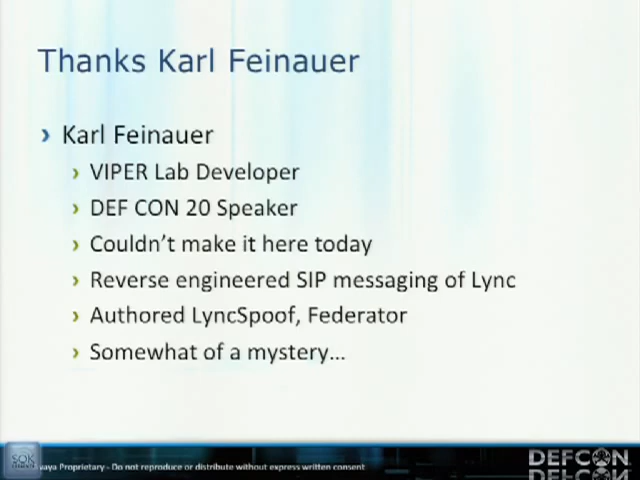 Thanks Karl Feinauer
› Karl Feinauer
› VIPER Lab Developer
› DEF CON 20 Speaker
› Couldn't make it here today
› Reverse engineered SIP messaging of Lync
› Authored LyncSpoof, Federator
› Somewhat of a mystery…
SOK
vaya Proprietary - Do not reproduce or distribute without express written consent
DEFCON